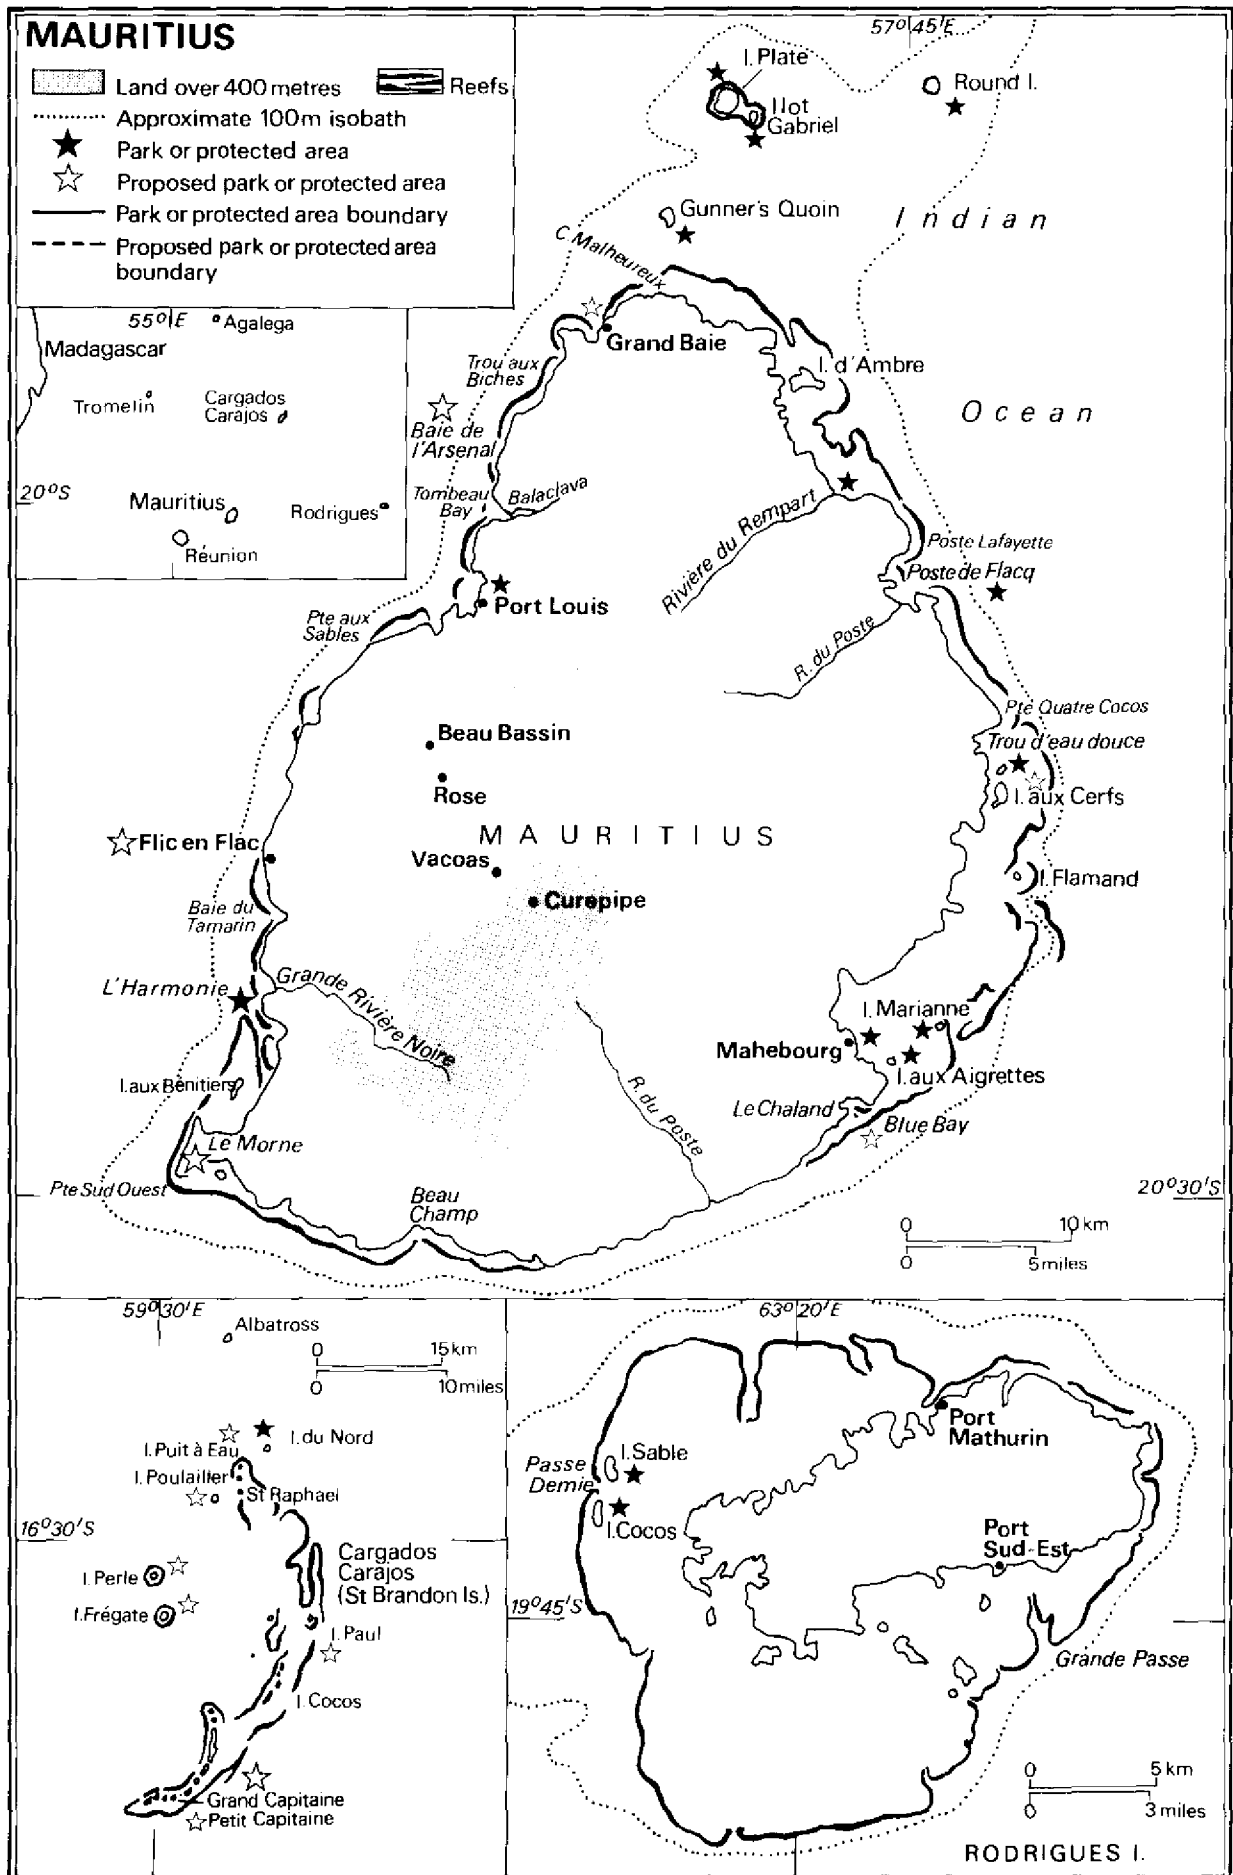 MAURITIUS
Land over 400 metres
Reefs
Approximate 100m isobath
Park or protected area
Proposed park or protected area
Park or protected area boundary
Proposed park or protected area
boundary
57°45'E
I. Plate
Ilot
Gabriel
Round I.
Gunner's Quoin
Indian
Ocean
C. Malheureux
Grand Baie
I. d'Ambre
Trou aux
Biches
Baie de
l'Arsenal
Tombeau
Bay
Balaclava
Rivière du Rempart
Poste Lafayette
Poste de Flacq
Port Louis
Pte aux
Sables
R. du Poste
Pte Quatre Cocos
Trou d'eau douce
I. aux Cerfs
Beau Bassin
Rose
MAURITIUS
Flic en Flac
Vacoas
Curepipe
I. Flamand
Baie du
Tamarin
L'Harmonie
Grande Rivière Noire
I. Marianne
Mahebourg
I. aux Aigrettes
I. aux Bénitiers
R. du Poste
Le Chaland
Blue Bay
Le Morne
Pte Sud Ouest
Beau
Champ
20°30'S
0 10 km
0 5 miles
55°E
Agalega
Madagascar
Tromelin
Cargados
Carajos
20°S
Mauritius
Rodrigues
Réunion
59°30'E
Albatross
0 15 km
0 10 miles
I. du Nord
I. Puit à Eau
I. Poulailler
St Raphael
16°30'S
Cargados
Carajos
(St Brandon Is.)
I. Perle
I. Frégate
I. Paul
I. Cocos
Grand Capitaine
Petit Capitaine
63°20'E
Port
Mathurin
I. Sable
Passe
Demie
I. Cocos
Port
Sud-Est
19°45'S
Grande Passe
0 5 km
0 3 miles
RODRIGUES I.